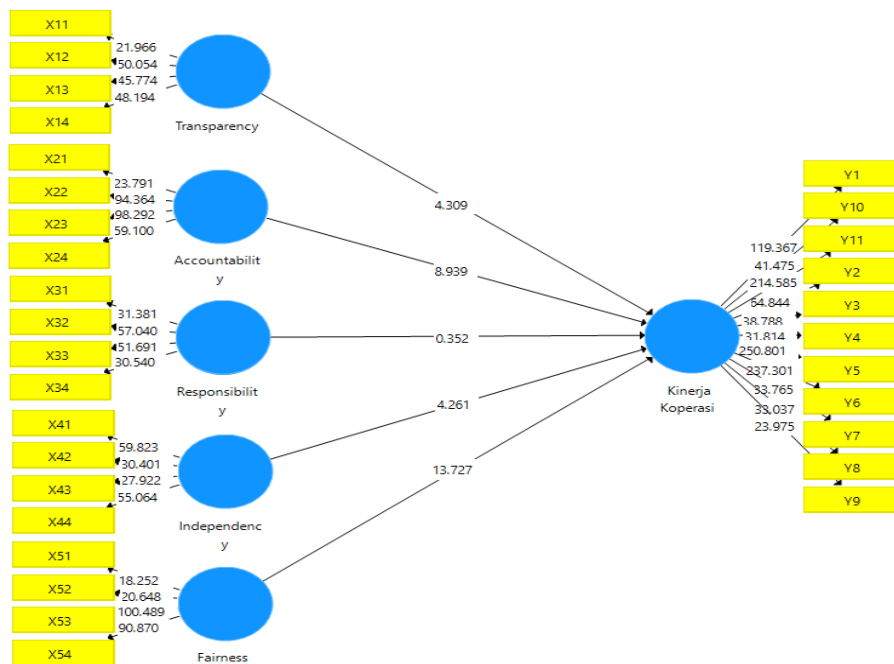 X11
X12
X13
X14
21.966
50.054
45.774
48.194
Transparency
X21
X22
X23
X24
23.791
94.364
98.292
59.100
Accountabilit
y
X31
X32
X33
X34
31.381
57.040
51.691
30.540
Responsibilit
y
X41
X42
X43
X44
59.823
30.401
27.922
55.064
Independenc
y
X51
X52
X53
X54
18.252
20.648
100.489
90.870
Fairness
4.309
8.939
0.352
4.261
13.727
Kinerja
Koperasi
119.367
41.475
214.585
38.788
31.814
250.801
237.301
33.765
33.037
23.975
Y1
Y10
Y11
Y2
Y3
Y4
Y5
Y6
Y7
Y8
Y9